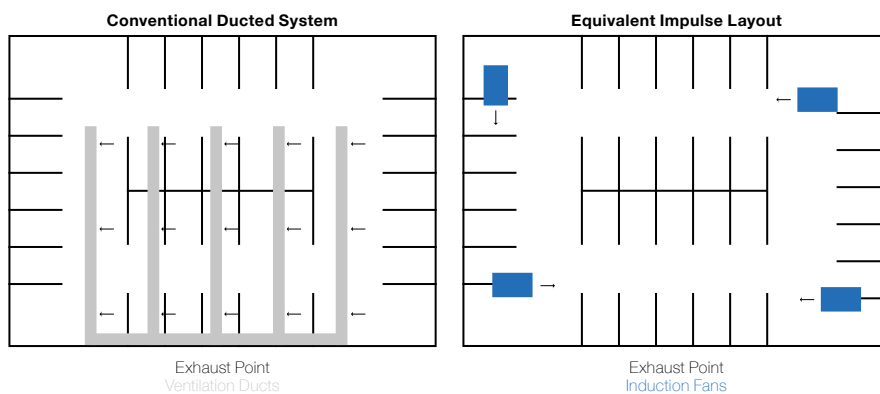 Conventional Ducted System
Equivalent Impulse Layout
Exhaust Point
Ventilation Ducts
Exhaust Point
Induction Fans